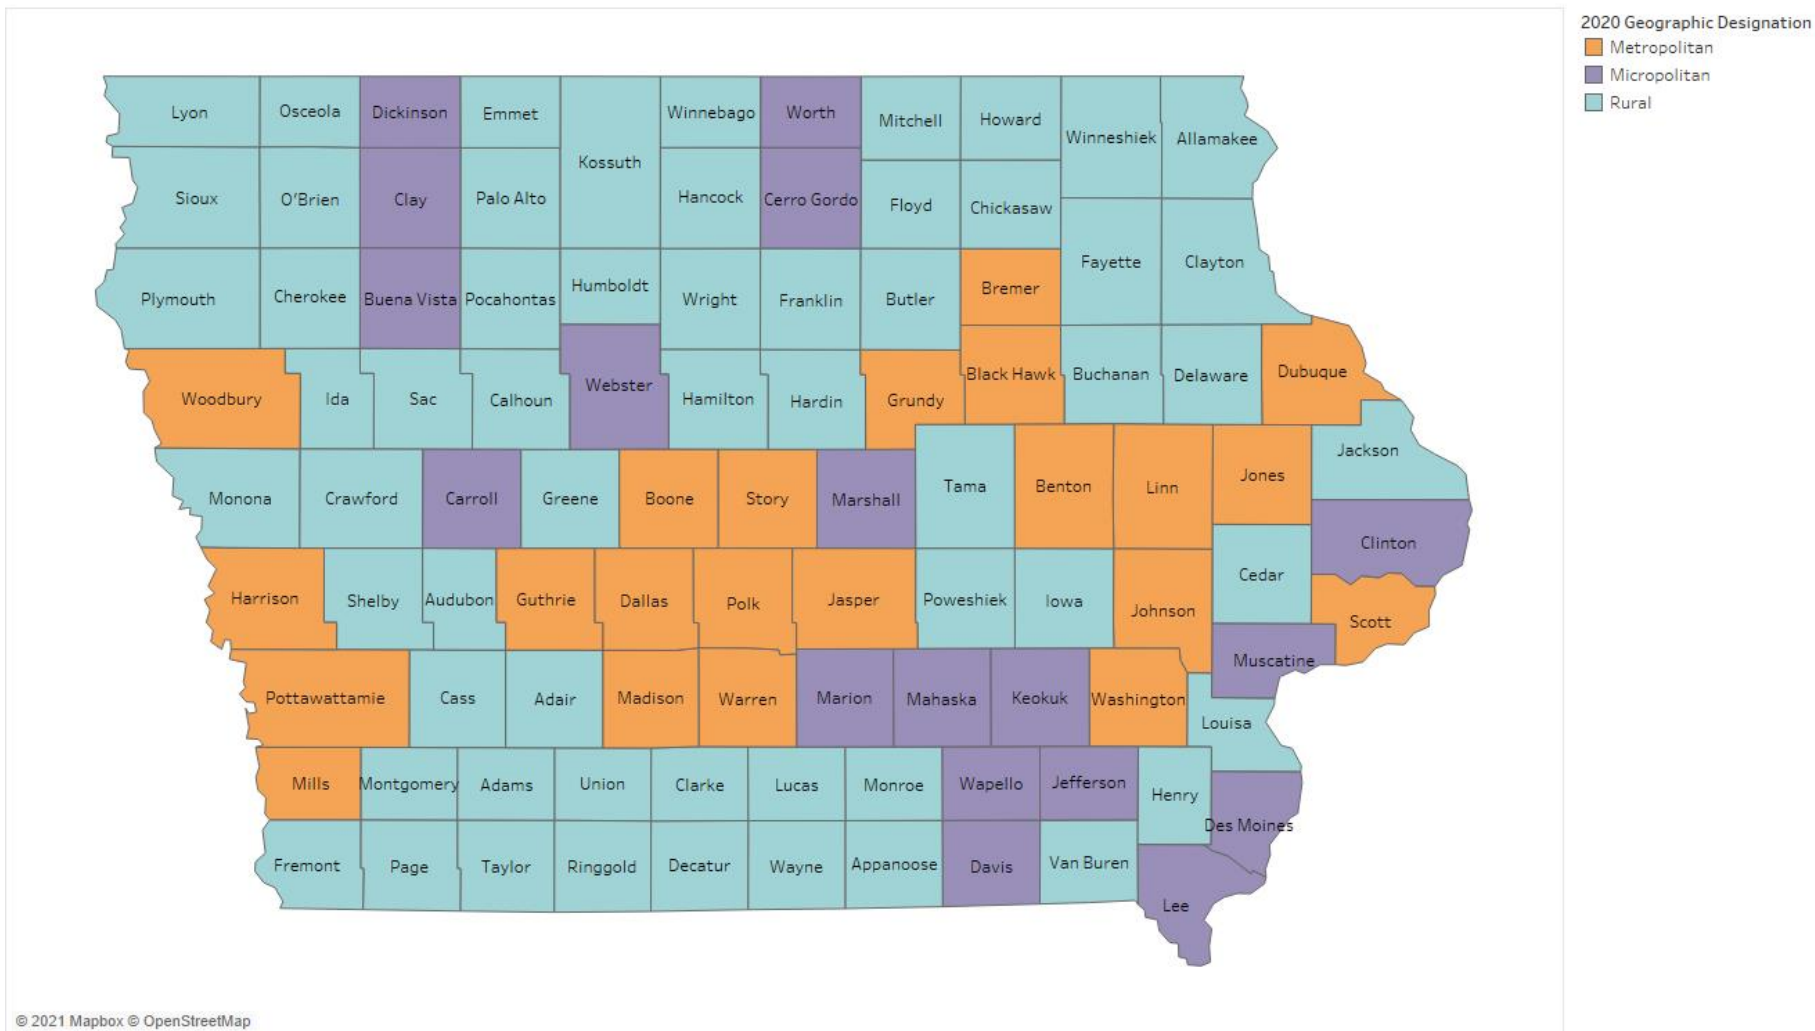 2020 Geographic Designation
Metropolitan
Micropolitan
Rural
Lyon
Osceola
Dickinson
Emmet
Kossuth
Winnebago
Worth
Mitchell
Howard
Winneshiek
Allamakee
Sioux
O'Brien
Clay
Palo Alto
Hancock
Cerro Gordo
Floyd
Chickasaw
Plymouth
Cherokee
Buena Vista
Pocahontas
Humboldt
Wright
Franklin
Butler
Bremer
Fayette
Clayton
Woodbury
Ida
Sac
Calhoun
Webster
Hamilton
Hardin
Grundy
Black Hawk
Buchanan
Delaware
Dubuque
Monona
Crawford
Carroll
Greene
Boone
Story
Marshall
Tama
Benton
Linn
Jones
Jackson
Clinton
Harrison
Shelby
Audubon
Guthrie
Dallas
Polk
Jasper
Poweshiek
Iowa
Johnson
Cedar
Scott
Muscatine
Pottawattamie
Cass
Adair
Madison
Warren
Marion
Mahaska
Keokuk
Washington
Louisa
Mills
Montgomery
Adams
Union
Clarke
Lucas
Monroe
Wapello
Jefferson
Henry
Des Moines
Fremont
Page
Taylor
Ringgold
Decatur
Wayne
Appanoose
Davis
Van Buren
Lee
© 2021 Mapbox © OpenStreetMap